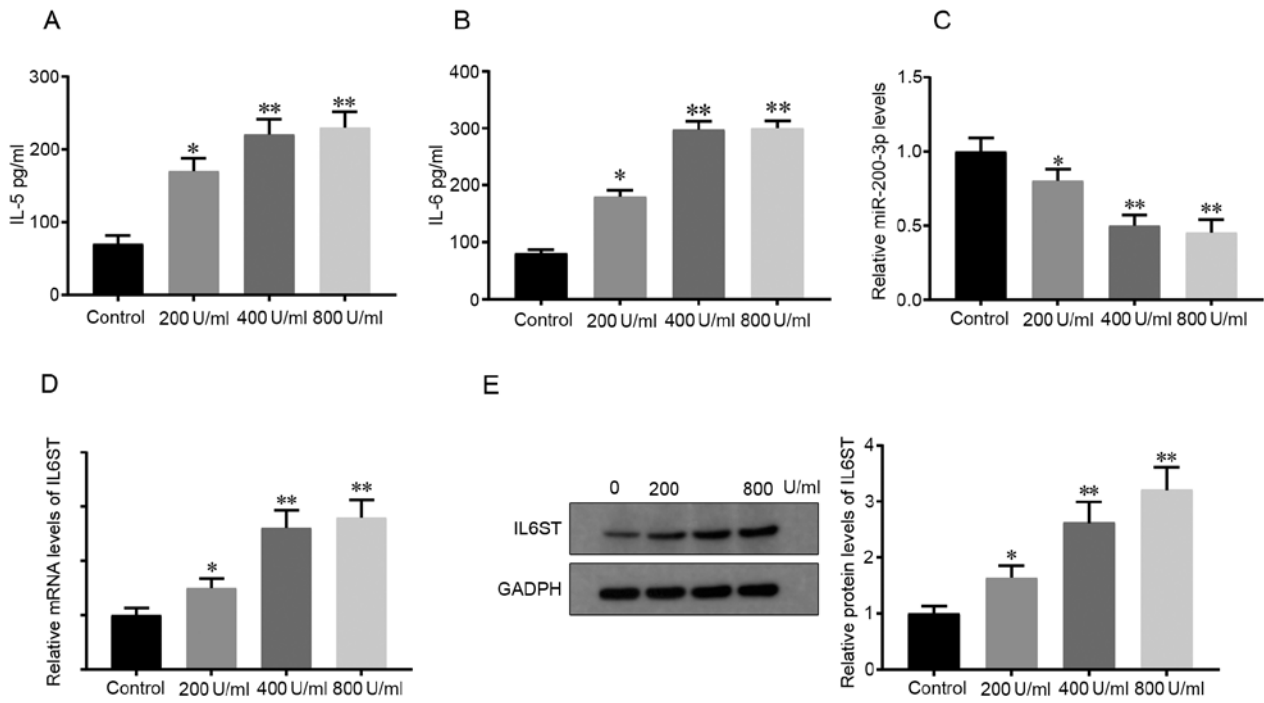 A
IL-5 pg/ml
300
200
100
0
*
**
**
Control
200 U/ml
400 U/ml
800 U/ml
B
IL-6 pg/ml
400
300
200
100
0
*
**
**
Control
200 U/ml
400 U/ml
800 U/ml
C
Relative miR-200-3p levels
1.5
1.0
0.5
0.0
*
**
**
Control
200 U/ml
400 U/ml
800 U/ml
D
Relative mRNA levels of IL6ST
*
**
**
Control
200 U/ml
400 U/ml
800 U/ml
E
0 200 800 U/ml
IL6ST
GADPH
Relative protein levels of IL6ST
4
3
2
1
0
*
**
**
Control
200 U/ml
400 U/ml
800 U/ml